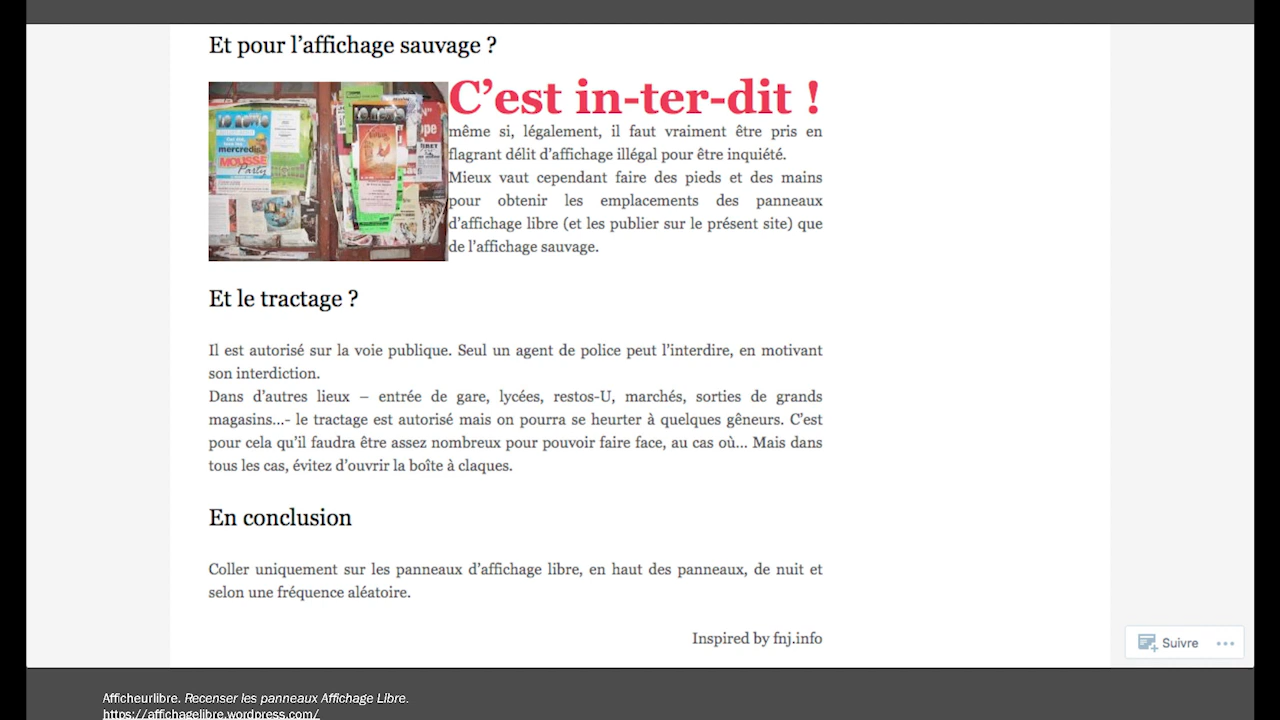 Et pour l’affichage sauvage ?
C’est in-ter-dit !
même si, légalement, il faut vraiment être pris en
flagrant délit d’affichage illégal pour être inquiété.
Mieux vaut cependant faire des pieds et des mains
pour obtenir les emplacements des panneaux
d’affichage libre (et les publier sur le présent site) que
de l’affichage sauvage.
mercredis
MOUSSE
Party
Et le tractage ?
Il est autorisé sur la voie publique. Seul un agent de police peut l’interdire, en motivant
son interdiction.
Dans d’autres lieux – entrée de gare, lycées, restos-U, marchés, sorties de grands
magasins…- le tractage est autorisé mais on pourra se heurter à quelques gêneurs. C’est
pour cela qu’il faudra être assez nombreux pour pouvoir faire face, au cas où… Mais dans
tous les cas, évitez d’ouvrir la boîte à claques.
En conclusion
Coller uniquement sur les panneaux d’affichage libre, en haut des panneaux, de nuit et
selon une fréquence aléatoire.
Inspired by fnj.info
Suivre
Afficheurlibre. Recenser les panneaux Affichage Libre.
https://affichagelibre.wordpress.com/